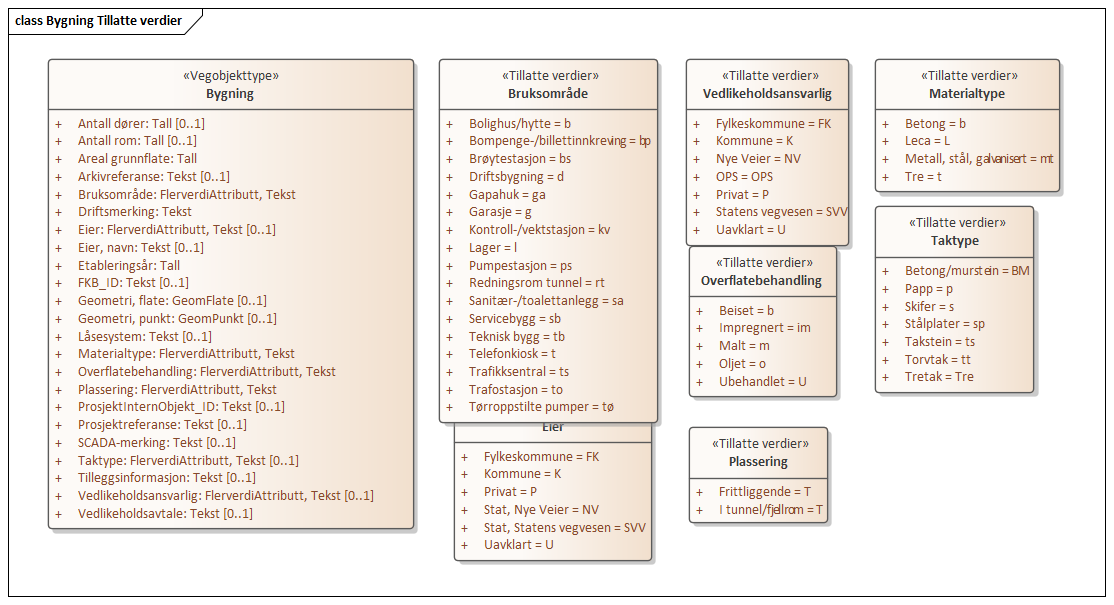 class Bygning Tillatte verdier
«Vegobjekttype»
Bygning
+ Antall dører: Tall [0..1]
+ Antall rom: Tall [0..1]
+ Areal grunnflate: Tall
+ Arkivreferanse: Tekst [0..1]
+ Bruksområde: FlerverdiAttributt, Tekst
+ Driftsmerking: Tekst
+ Eier: FlerverdiAttributt, Tekst [0..1]
+ Eier, navn: Tekst [0..1]
+ Etableringsår: Tall
+ FKB_ID: Tekst [0..1]
+ Geometri, flate: GeomFlate [0..1]
+ Geometri, punkt: GeomPunkt [0..1]
+ Låsesystem: Tekst [0..1]
+ Materialtype: FlerverdiAttributt, Tekst
+ Overflatebehandling: FlerverdiAttributt, Tekst
+ Plassering: FlerverdiAttributt, Tekst
+ ProsjektInternObjekt_ID: Tekst [0..1]
+ Prosjektreferanse: Tekst [0..1]
+ SCADA-merking: Tekst [0..1]
+ Taktype: FlerverdiAttributt, Tekst [0..1]
+ Tilleggsinformasjon: Tekst [0..1]
+ Vedlikeholdsansvarlig: FlerverdiAttributt, Tekst [0..1]
+ Vedlikeholdsavtale: Tekst [0..1]
«Tillatte verdier»
Bruksområde
+ Bolighus/hytte = b
+ Bompenge-/billettinnkreving = bp
+ Brøytestasjon = bs
+ Driftsbygning = d
+ Gapahuk = ga
+ Garasje = g
+ Kontroll-/vektstasjon = kv
+ Lager = l
+ Pumpestasjon = ps
+ Redningsrom tunnel = rt
+ Sanitær-/toalettanlegg = sa
+ Servicebygg = sb
+ Teknisk bygg = tb
+ Telefonkiosk = t
+ Trafikksentral = ts
+ Trafostasjon = to
+ Tørroppstilte pumper = tø
Eier
+ Fylkeskommune = FK
+ Kommune = K
+ Privat = P
+ Stat, Nye Veier = NV
+ Stat, Statens vegvesen = SVV
+ Uavklart = U
«Tillatte verdier»
Vedlikeholdsansvarlig
+ Fylkeskommune = FK
+ Kommune = K
+ Nye Veier = NV
+ OPS = OPS
+ Privat = P
+ Statens vegvesen = SVV
+ Uavklart = U
«Tillatte verdier»
Overflatebehandling
+ Beiset = b
+ Impregnert = im
+ Malt = m
+ Oljet = o
+ Ubehandlet = U
«Tillatte verdier»
Plassering
+ Frittliggende = T
+ I tunnel/fjellrom = T
«Tillatte verdier»
Materialtype
+ Betong = b
+ Leca = L
+ Metall, stål, galvanisert = mt
+ Tre = t
«Tillatte verdier»
Taktype
+ Betong/murstein = BM
+ Papp = p
+ Skifer = s
+ Stålplater = sp
+ Takstein = ts
+ Torvtak = tt
+ Tretak = Tre